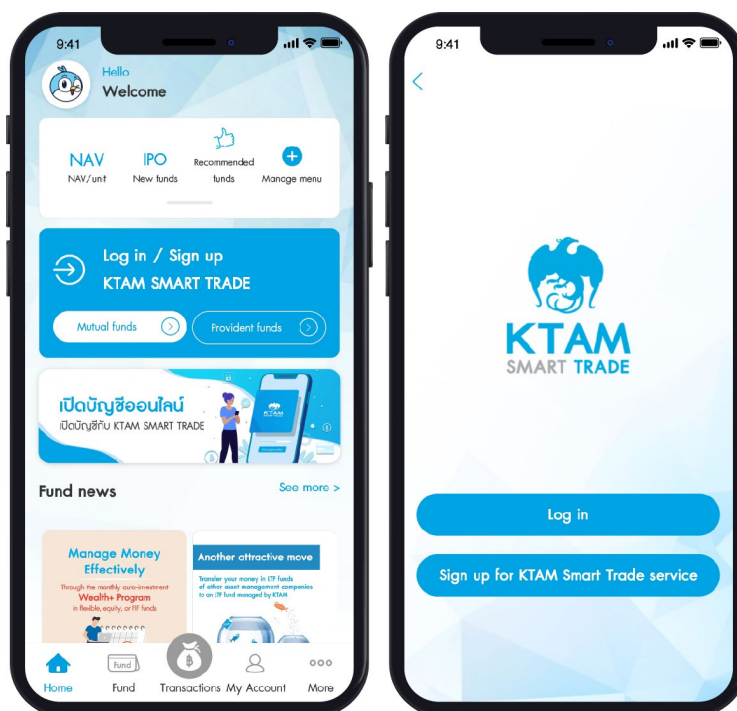 9:41
Hello
Welcome
NAV
NAV/unit
IPO
New funds
Recommended
funds
Manage menu
Log in / Sign up
KTAM SMART TRADE
Mutual funds
Provident funds
เปิดบัญชีออนไลน์
เปิดบัญชีกับ KTAM SMART TRADE
KTAM
Fund news
See more >
Manage Money
Effectively
Through the monthly auto-investment
Wealth+ Program
in flexible, equity, or FIF funds
Another attractive move
Transfer your money in LTF funds
of other asset management companies
to an LTF fund managed by KTAM
Fund
฿
Home
Fund
Transactions
My Account
More
9:41
KTAM
SMART TRADE
Log in
Sign up for KTAM Smart Trade service